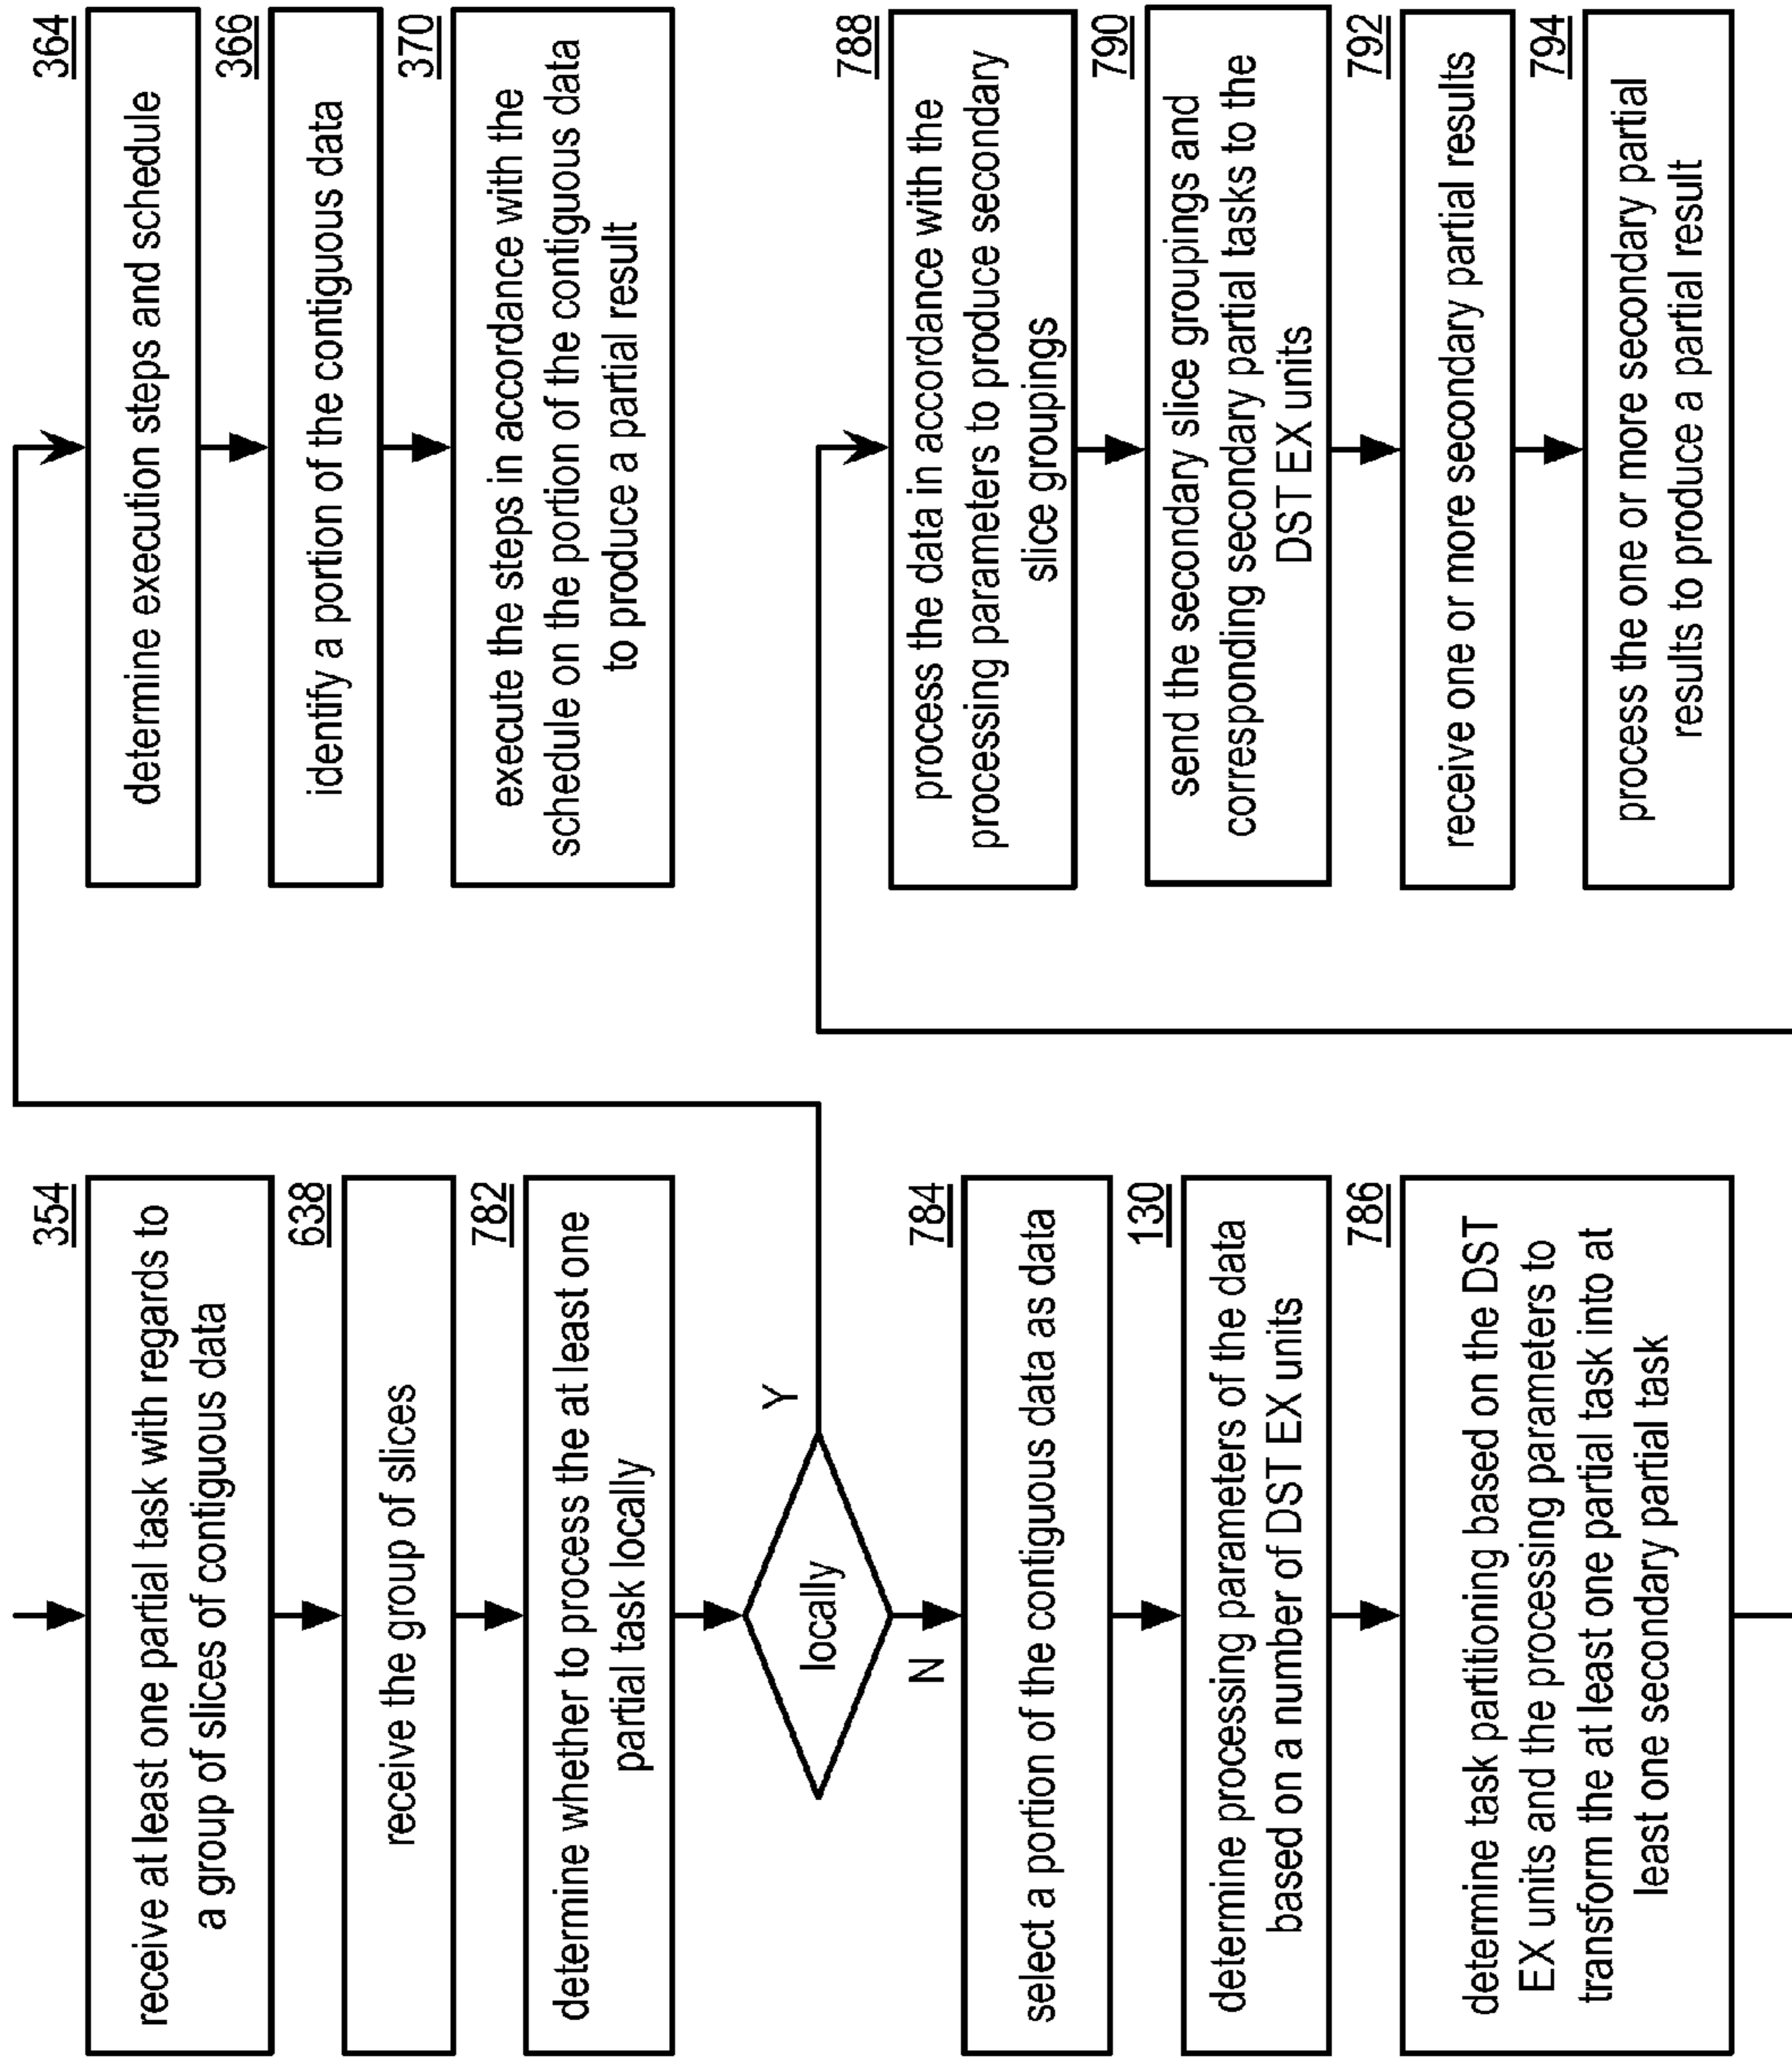 354
receive at least one partial task with regards to
a group of slices of contiguous data
638
receive the group of slices
782
determine whether to process the at least one
partial task locally
locally
Y
N
784
select a portion of the contiguous data as data
130
determine processing parameters of the data
based on a number of DST EX units
786
determine task partitioning based on the DST
EX units and the processing parameters to
transform the at least one partial task into at
least one secondary partial task
364
determine execution steps and schedule
366
identify a portion of the contiguous data
370
execute the steps in accordance with the
schedule on the portion of the contiguous data
to produce a partial result
788
process the data in accordance with the
processing parameters to produce secondary
slice groupings
790
send the secondary slice groupings and
corresponding secondary partial tasks to the
DST EX units
792
receive one or more secondary partial results
794
process the one or more secondary partial
results to produce a partial result